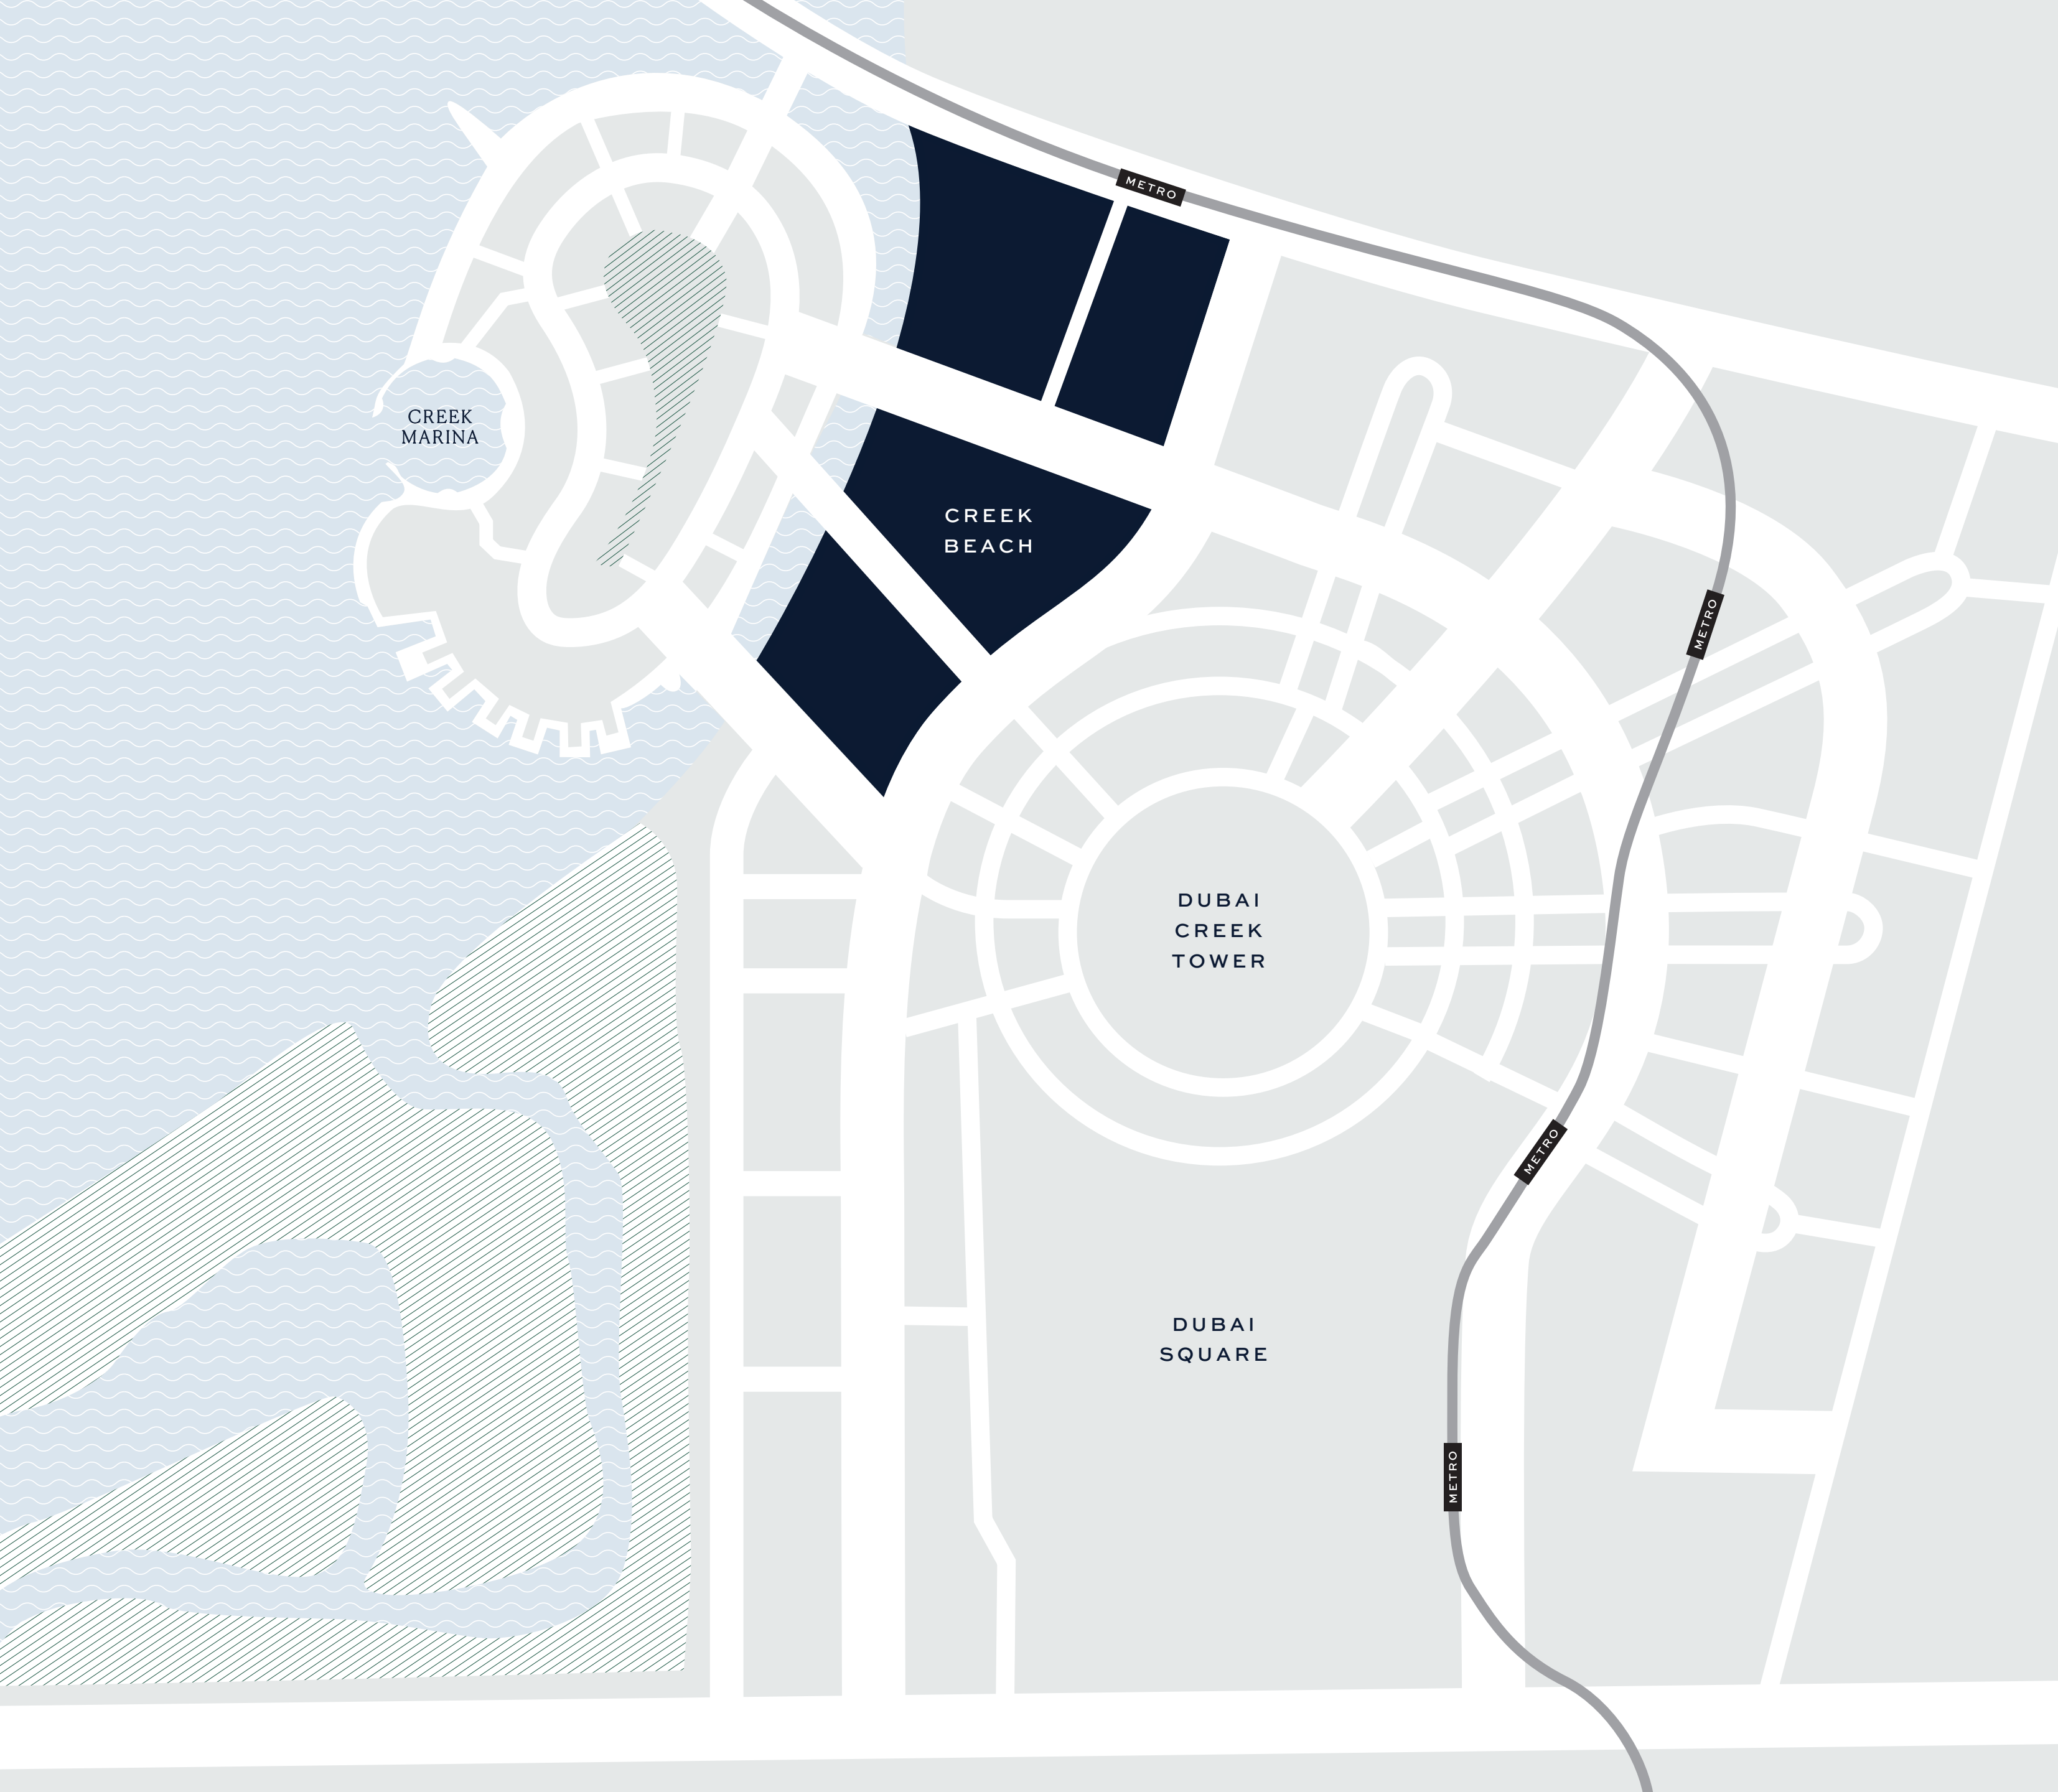 METRO
CREEK
MARINA
CREEK
BEACH
METRO
DUBAI
CREEK
TOWER
METRO
DUBAI
SQUARE
METRO